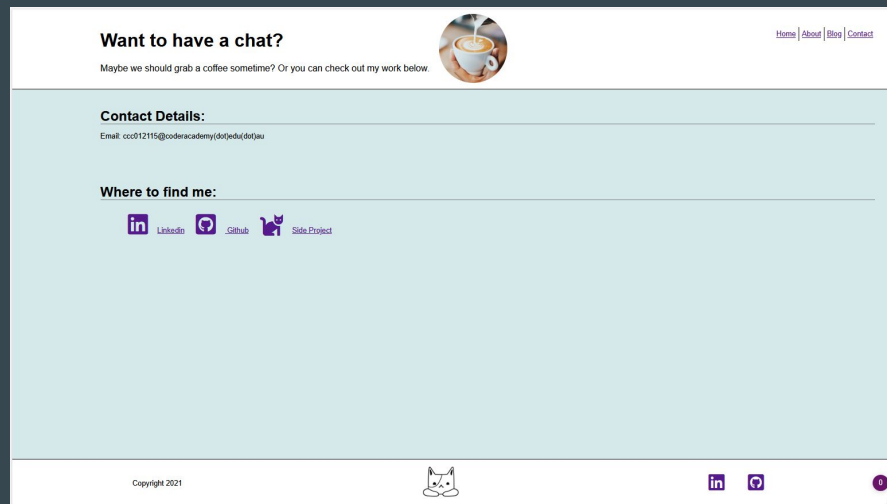 Want to have a chat?
Home About Blog Contact
Maybe we should grab a coffee sometime? Or you can check out my work below.
Contact Details:
Email: ccc012115@coderacademy(dot)edu(dot)au
Where to find me:
in Linkedin Github Side Project
Copyright 2021
in
0